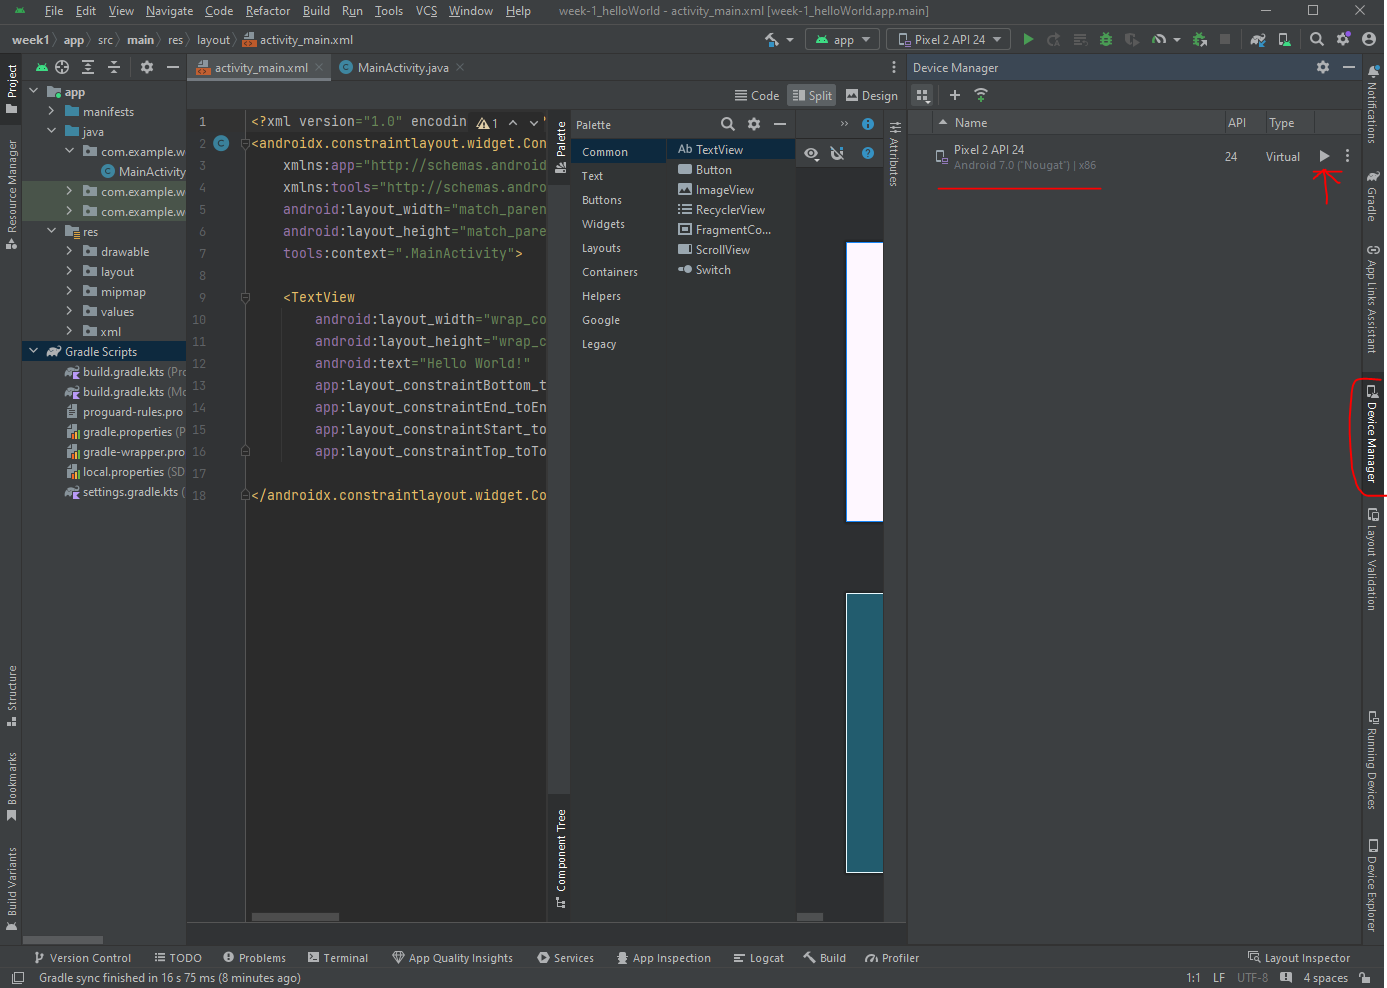 File Edit View Navigate Code Refactor Build Run Tools VCS Window Help week-1_helloWorld - activity_main.xml [week-1_helloWorld.app.main]
week1 app src main res layout activity_main.xml app Pixel 2 API 24
Project
Resource Manager
Structure
Bookmarks
Build Variants
app
manifests
java
com.example.w
MainActivity
com.example.w
com.example.w
res
drawable
layout
mipmap
values
xml
Gradle Scripts
build.gradle.kts (Pro
build.gradle.kts (Mo
proguard-rules.pro
gradle.properties (P
gradle-wrapper.pro
local.properties (SD
settings.gradle.kts (
activity_main.xml MainActivity.java
Code Split Design
1 <?xml version="1.0" encodin 1
2 <androidx.constraintlayout.widget.Con
3 xmlns:app="http://schemas.android
4 xmlns:tools="http://schemas.andro
5 android:layout_width="match_paren
6 android:layout_height="match_pare
7 tools:context=".MainActivity">
8
9 <TextView
10 android:layout_width="wrap_co
11 android:layout_height="wrap_c
12 android:text="Hello World!"
13 app:layout_constraintBottom_t
14 app:layout_constraintEnd_toEn
15 app:layout_constraintStart_to
16 app:layout_constraintTop_toTo
17
18 </androidx.constraintlayout.widget.Co
Palette
Component Tree
Palette
Common
Text
Buttons
Widgets
Layouts
Containers
Helpers
Google
Legacy
Ab TextView
Button
ImageView
RecyclerView
FragmentCo...
ScrollView
Switch
Attributes
Device Manager
Name API Type
Pixel 2 API 24 24 Virtual
Android 7.0 ("Nougat") | x86
Notifications
Gradle
App Links Assistant
Device Manager
Layout Validation
Running Devices
Device Explorer
Version Control TODO Problems Terminal App Quality Insights Services App Inspection Logcat Build Profiler Layout Inspector
Gradle sync finished in 16 s 75 ms (8 minutes ago) 1:1 LF UTF-8 4 spaces